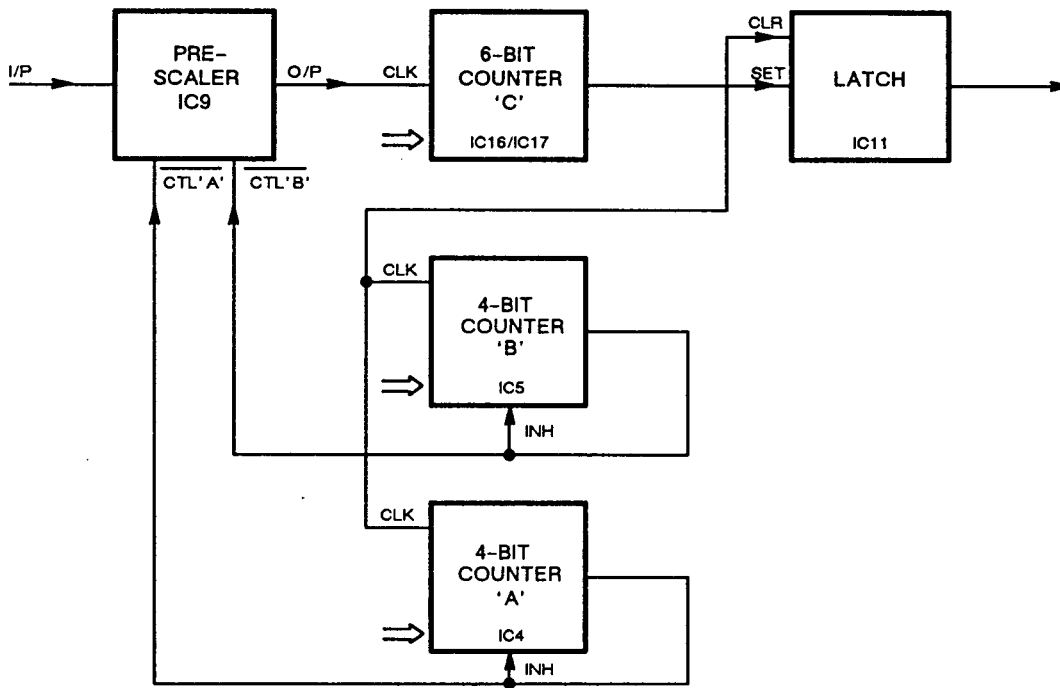 I/P
PRE-
SCALER
IC9
O/P
CLK
6-BIT
COUNTER
'C'
IC16/IC17
CLR
SET
LATCH
IC11
CTL'A'
CTL'B'
CLK
4-BIT
COUNTER
'B'
IC5
INH
CLK
4-BIT
COUNTER
'A'
IC4
INH